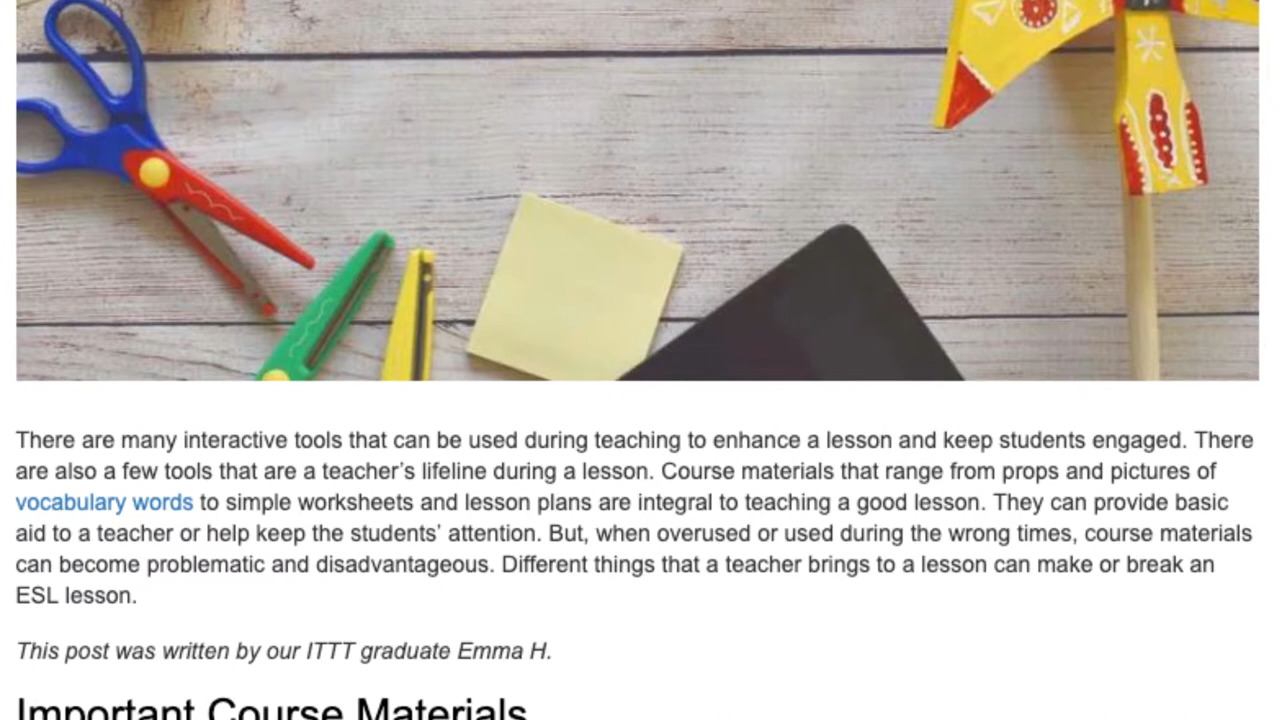 There are many interactive tools that can be used during teaching to enhance a lesson and keep students engaged. There
are also a few tools that are a teacher’s lifeline during a lesson. Course materials that range from props and pictures of
vocabulary words to simple worksheets and lesson plans are integral to teaching a good lesson. They can provide basic
aid to a teacher or help keep the students’ attention. But, when overused or used during the wrong times, course materials
can become problematic and disadvantageous. Different things that a teacher brings to a lesson can make or break an
ESL lesson.
This post was written by our ITTT graduate Emma H.
Important Course Materials